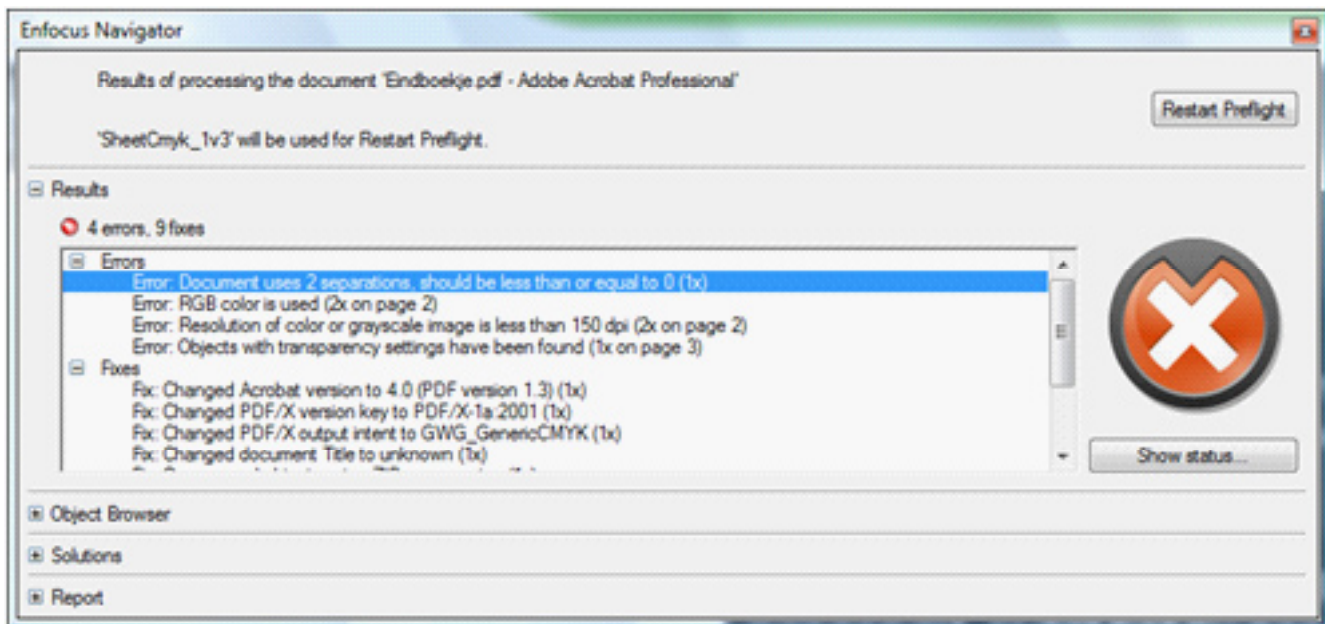 Enfocus Navigator
Results of processing the document 'Eindboekje.pdf - Adobe Acrobat Professional'
Restart Preflight
'SheetCmyk_1v3' will be used for Restart Preflight.
Results
4 errors, 9 fixes
Errors
Error: Document uses 2 separations, should be less than or equal to 0 (1x)
Error: RGB color is used (2x on page 2)
Error: Resolution of color or grayscale image is less than 150 dpi (2x on page 2)
Error: Objects with transparency settings have been found (1x on page 3)
Fixes
Fix: Changed Acrobat version to 4.0 (PDF version 1.3) (1x)
Fix: Changed PDF/X version key to PDF/X-1a:2001 (1x)
Fix: Changed PDF/X output intent to GWG_GenericCMYK (1x)
Fix: Changed document Title to unknown (1x)
Show status...
Object Browser
Solutions
Report